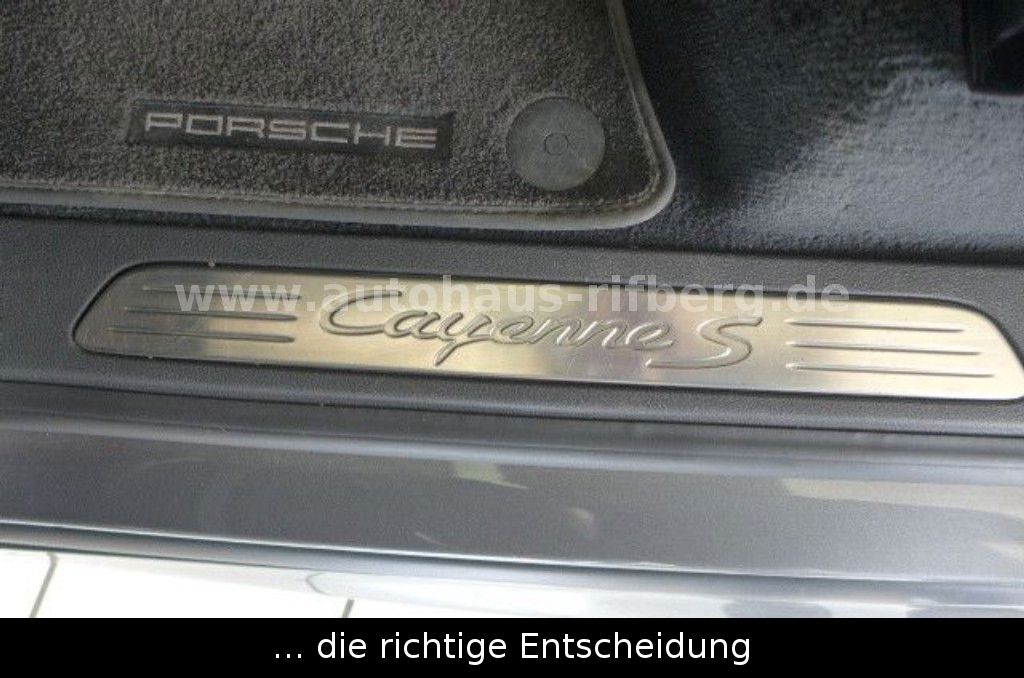 PORSCHE
www.autohaus-rifberg.de
Cayenne S
... die richtige Entscheidung